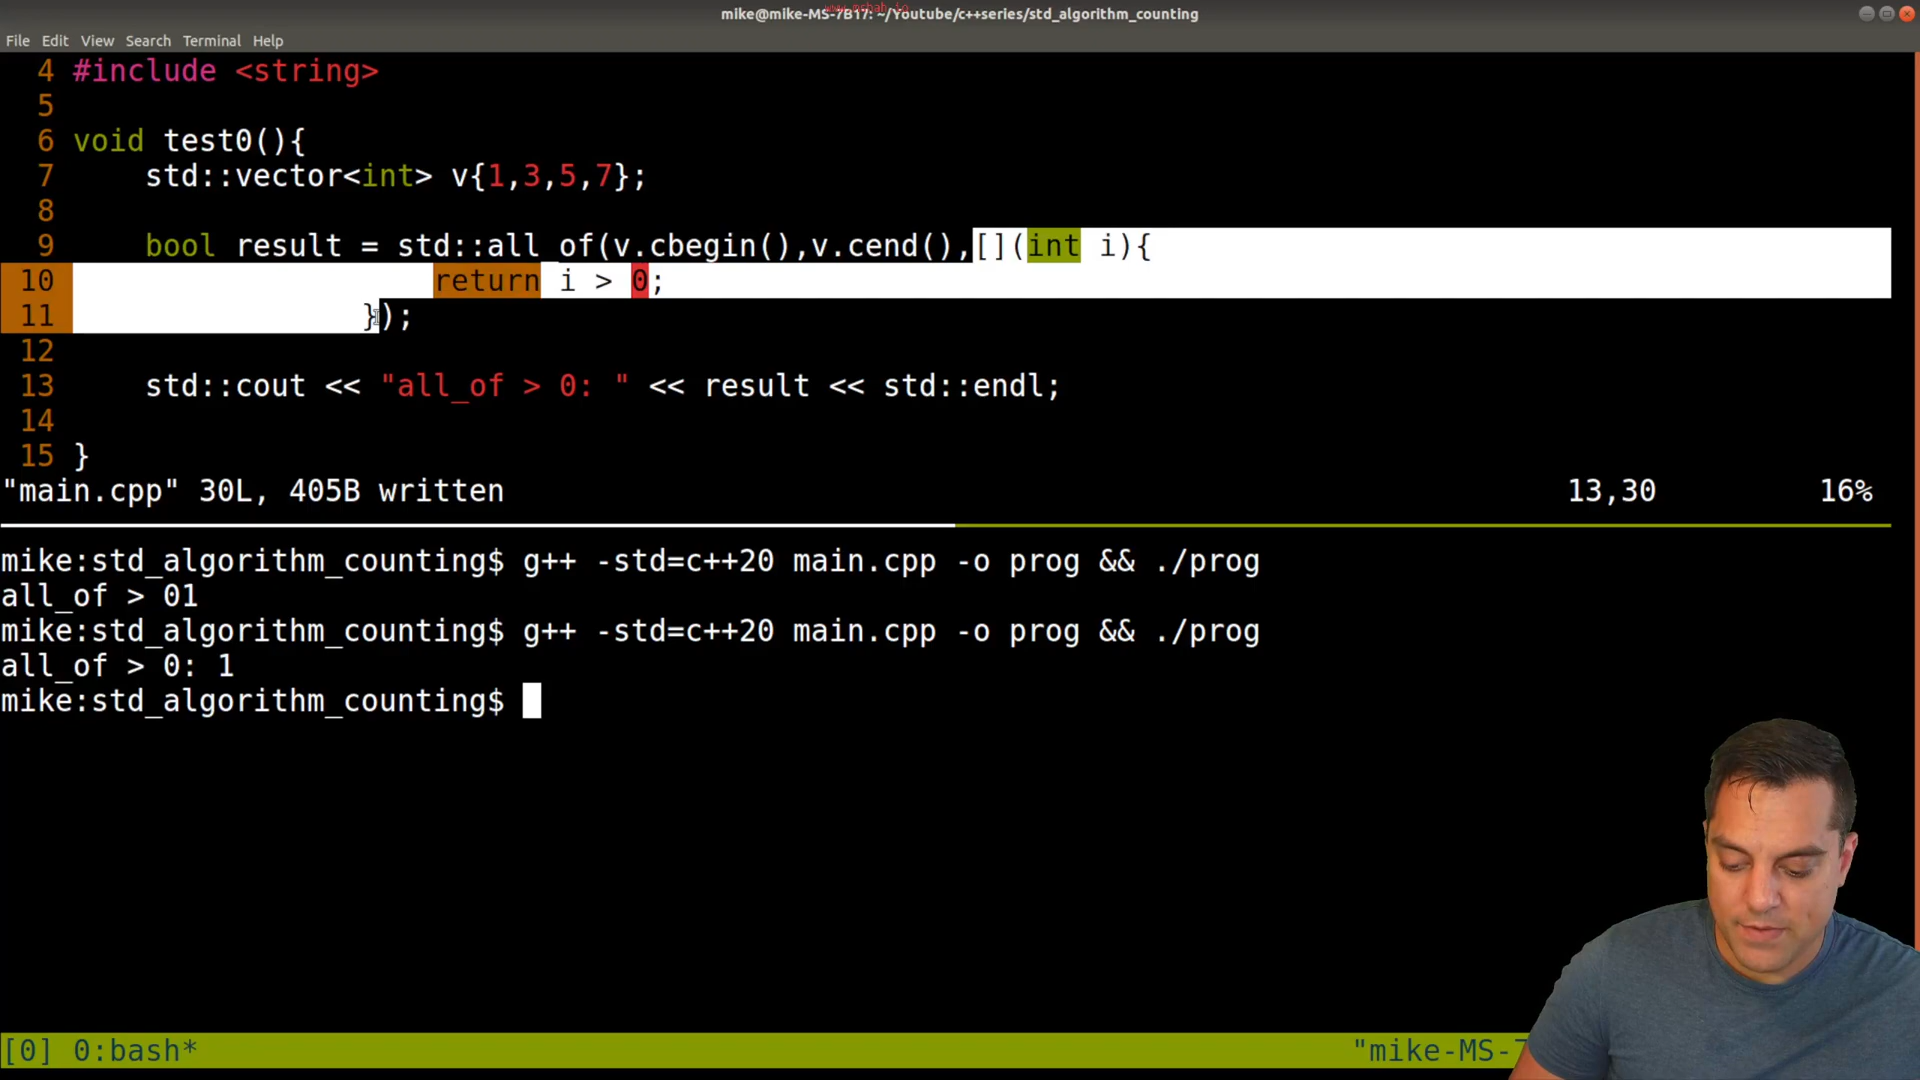 www.mshah.io
mike@mike-MS-7B17: ~/Youtube/c++series/std_algorithm_counting
File Edit View Search Terminal Help
4 #include <string>
5
6 void test0(){
7 std::vector<int> v{1,3,5,7};
8
9 bool result = std::all_of(v.cbegin(),v.cend(),[](int i){
10 return i > 0;
11 });
12
13 std::cout << "all_of > 0: " << result << std::endl;
14
15 }
"main.cpp" 30L, 405B written 13,30 16%
mike:std_algorithm_counting$ g++ -std=c++20 main.cpp -o prog && ./prog
all_of > 01
mike:std_algorithm_counting$ g++ -std=c++20 main.cpp -o prog && ./prog
all_of > 0: 1
mike:std_algorithm_counting$
[0] 0:bash* "mike-MS-7